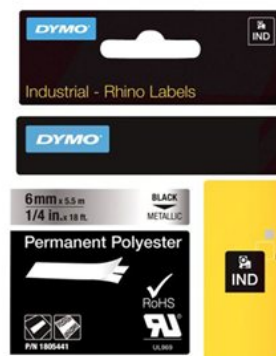 DYMO
IND
Industrial - Rhino Labels
DYMO
6mm x 5.5 m
1/4 in. x 18 ft.
BLACK
METALLIC
Permanent Polyester
RoHS
P/N 1805441
UL969
IND